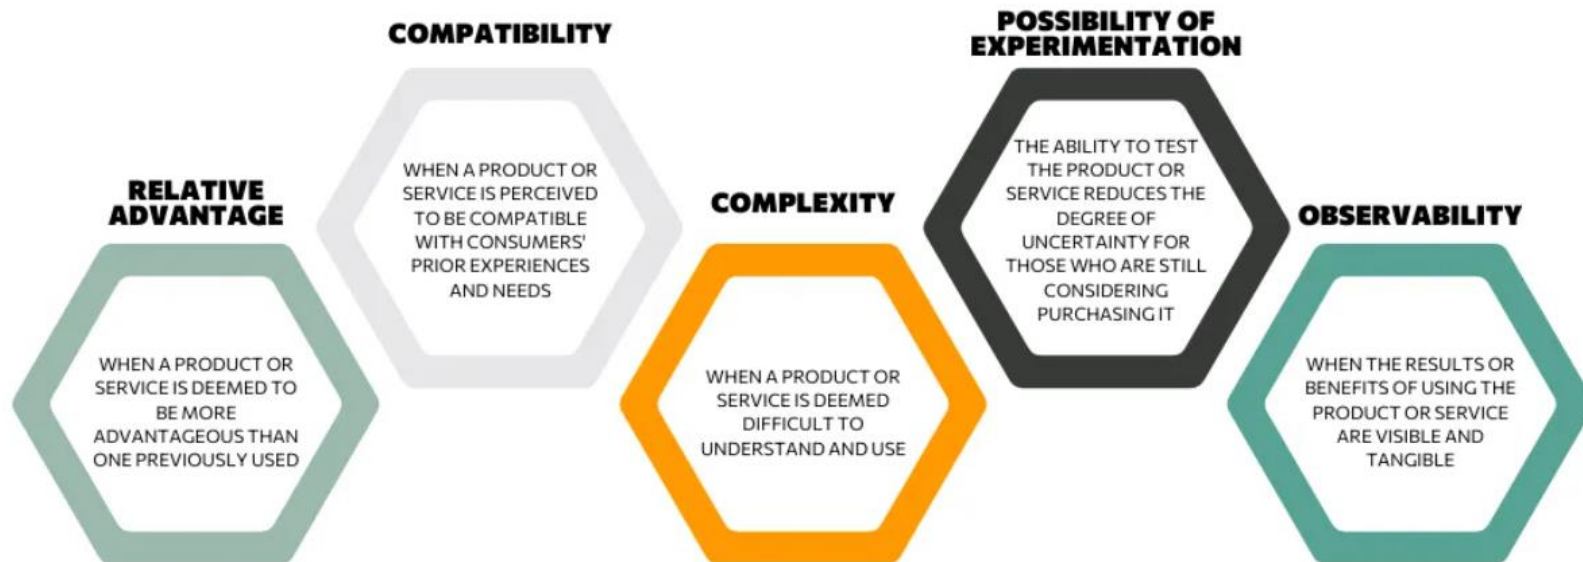 RELATIVE
ADVANTAGE
WHEN A PRODUCT OR
SERVICE IS DEEMED TO
BE MORE
ADVANTAGEOUS THAN
ONE PREVIOUSLY USED
COMPATIBILITY
WHEN A PRODUCT OR
SERVICE IS PERCEIVED
TO BE COMPATIBLE
WITH CONSUMERS'
PRIOR EXPERIENCES
AND NEEDS
COMPLEXITY
WHEN A PRODUCT OR
SERVICE IS DEEMED
DIFFICULT TO
UNDERSTAND AND USE
POSSIBILITY OF
EXPERIMENTATION
THE ABILITY TO TEST
THE PRODUCT OR
SERVICE REDUCES THE
DEGREE OF
UNCERTAINTY FOR
THOSE WHO ARE STILL
CONSIDERING
PURCHASING IT
OBSERVABILITY
WHEN THE RESULTS OR
BENEFITS OF USING THE
PRODUCT OR SERVICE
ARE VISIBLE AND
TANGIBLE